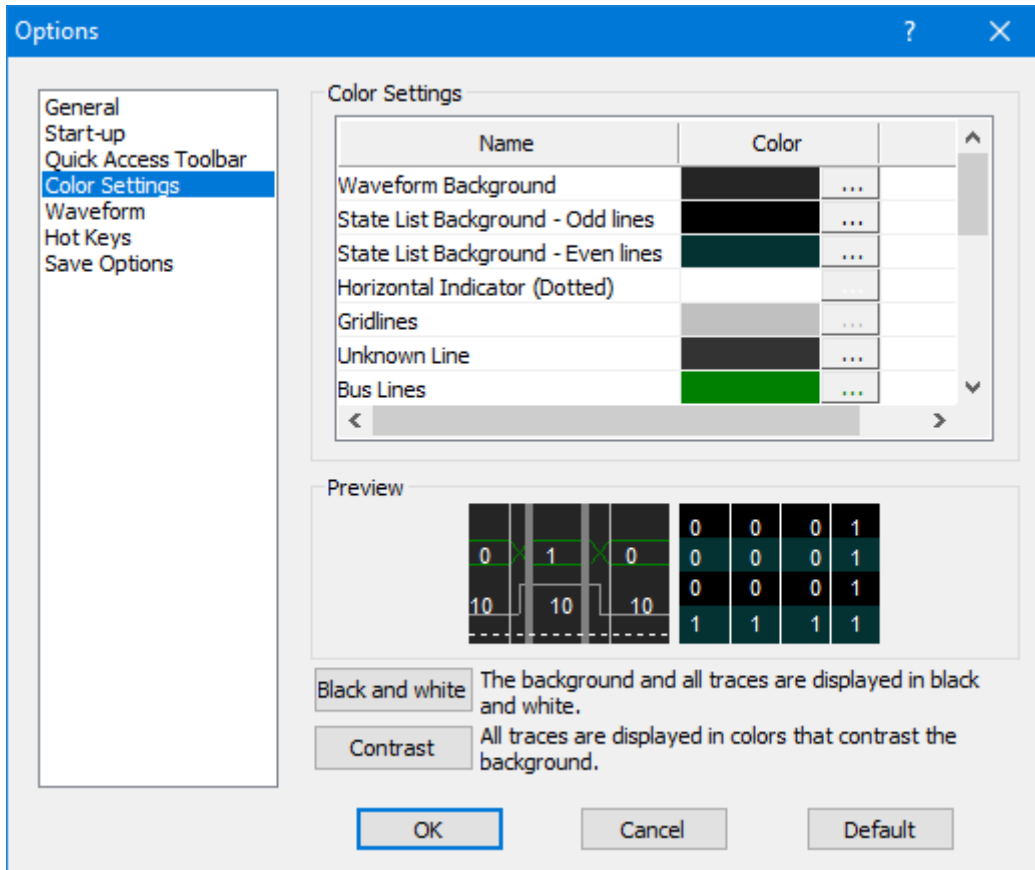 Options ?
General
Start-up
Quick Access Toolbar
Color Settings
Waveform
Hot Keys
Save Options
Color Settings
Name Color
Waveform Background ...
State List Background - Odd lines ...
State List Background - Even lines ...
Horizontal Indicator (Dotted) ...
Gridlines ...
Unknown Line ...
Bus Lines ...
Preview
0 1 0
10 10 10
0 0 0 1
0 0 0 1
0 0 0 1
1 1 1 1
Black and white
The background and all traces are displayed in black
and white.
Contrast
All traces are displayed in colors that contrast the
background.
OK Cancel Default